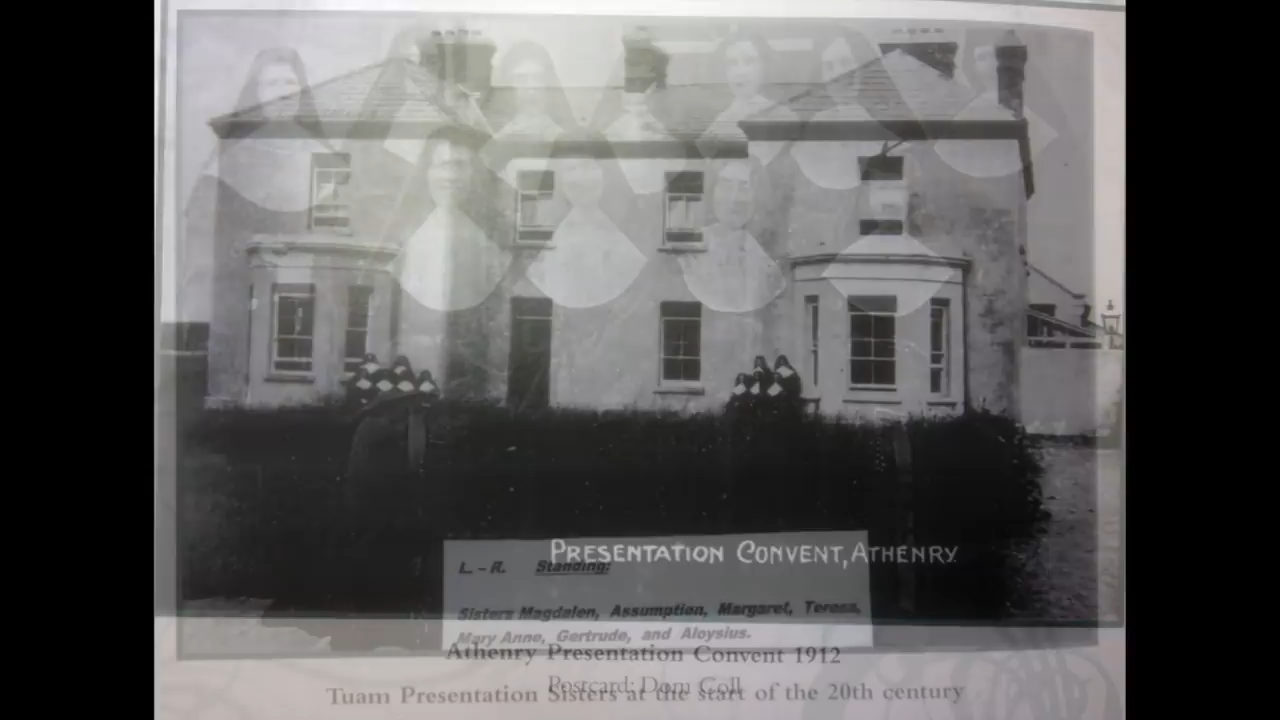 PRESENTATION CONVENT, ATHENRY.
L. - R. Standing:
Sisters Magdalen, Assumption, Margaret, Teresa,
Mary Anne, Gertrude, and Aloysius.
Athenry Presentation Convent 1912
Postcard: Dom Coll
Tuam Presentation Sisters at the start of the 20th century